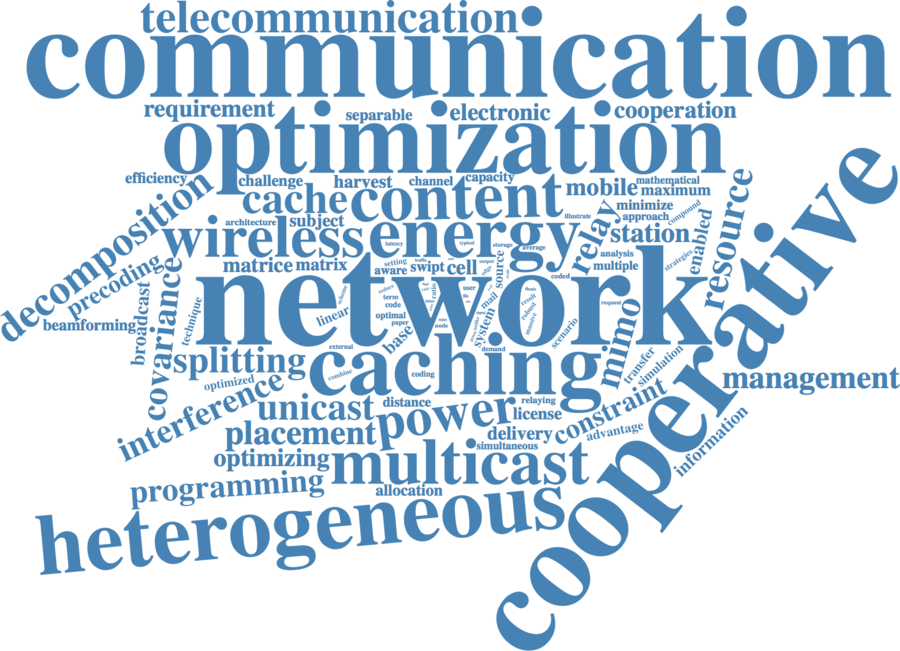 telecommunication
communication
requirement
separable
electronic
cooperation
optimization
efficiency
challenge
harvest
channel
capacity
mathematical
cache
content
mobile
maximum
decomposition
architecture
subject
illustrate
relay
minimize
approach
compound
resource
wireless
energy
station
enabled
latency
typical
storage
average
analysis
strategies
precoding
matrice
matrix
setting
traffic
aware
swipt
cell
source
multiple
coded
beamforming
broadcast
covariance
technique
network
linear
term
code
optimal
paper
base
reduce
ratio
user
node
mail
system
thesis
result
robust
massive
request
scenario
mimo
cooperative
splitting
external
caching
demand
transfer
simulation
management
optimized
combine
coding
interference
unicast
distance
power
relaying
license
constraint
placement
delivery
advantage
information
simultaneous
optimizing
multicast
programming
allocation
heterogeneous